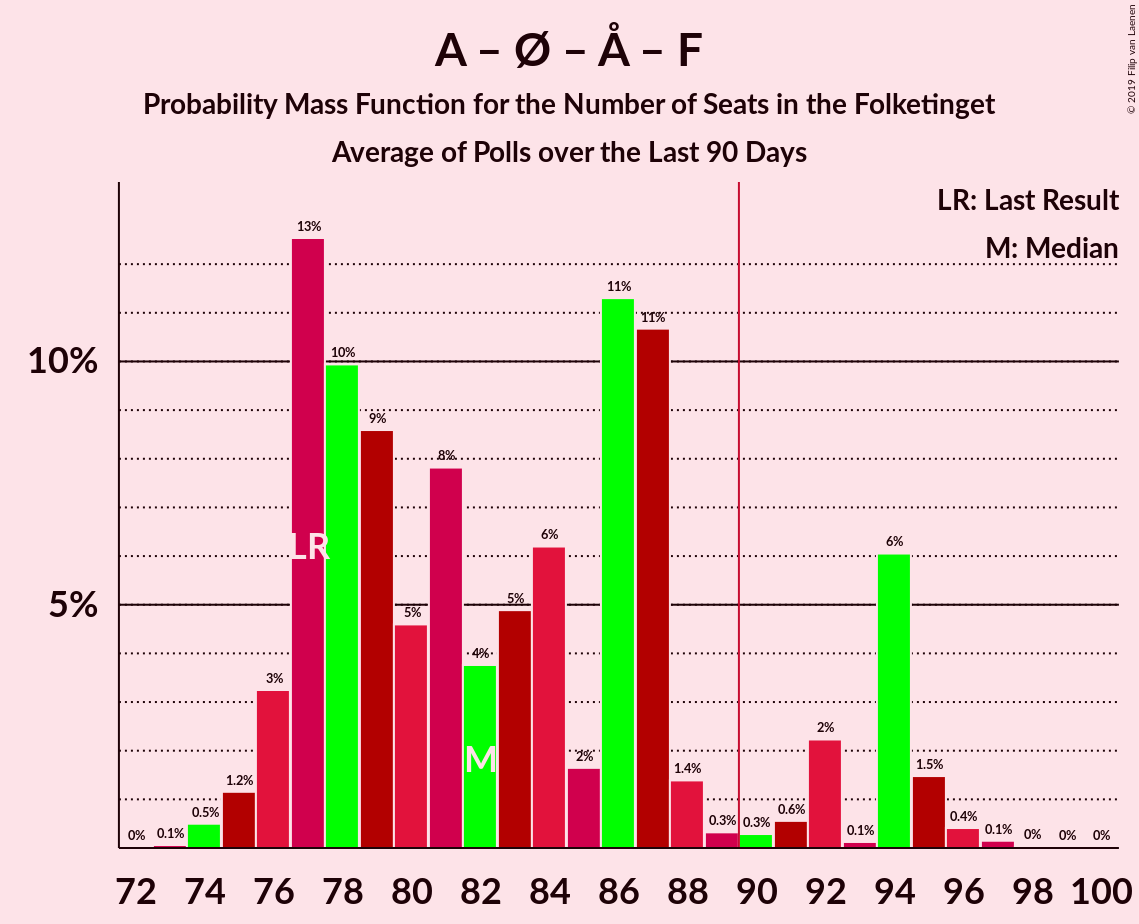 A – Ø – Å – F
Probability Mass Function for the Number of Seats in the Folketinget
Average of Polls over the Last 90 Days
© 2019 Filip van Laenen
LR: Last Result
M: Median
10%
5%
0% 0.1% 0.5% 1.2% 3% 13% 10% 9% 5% 8% 4% 5% 6% 2% 11% 11% 1.4% 0.3% 0.3% 0.6% 2% 0.1% 6% 1.5% 0.4% 0.1% 0% 0% 0%
LR
M
72 74 76 78 80 82 84 86 88 90 92 94 96 98 100